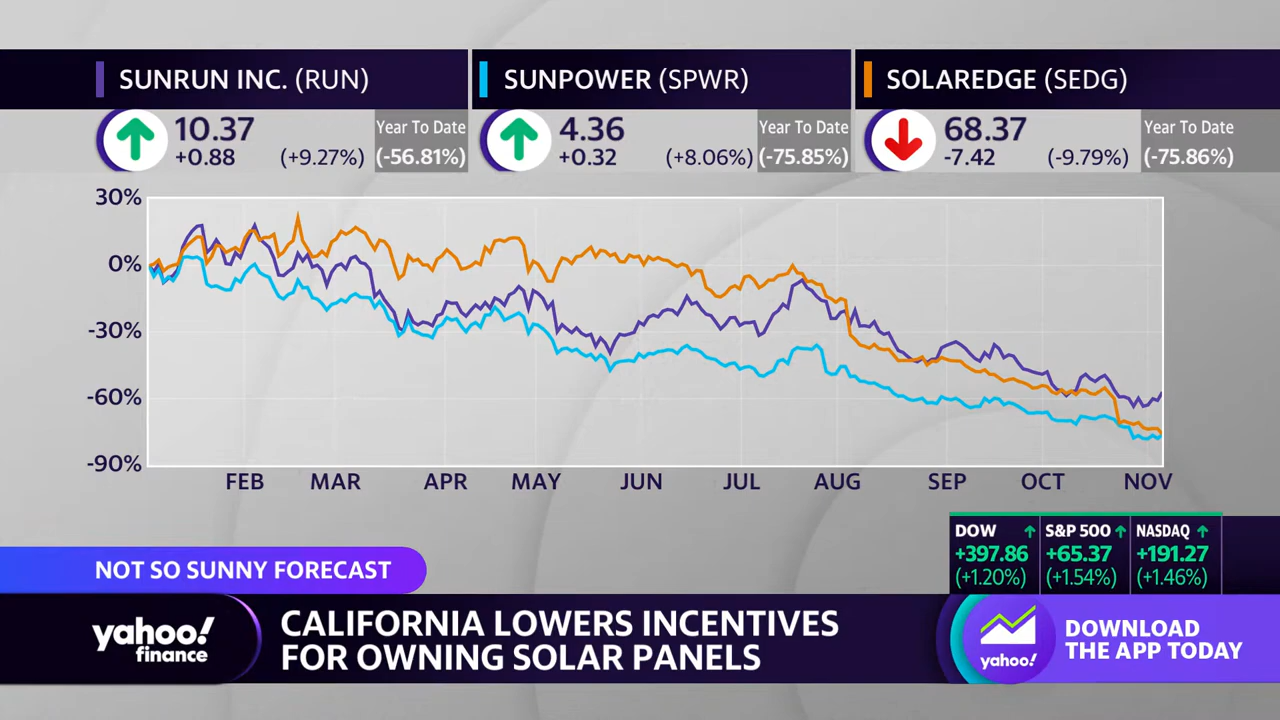 SUNRUN INC. (RUN)
10.37
+0.88 (+9.27%)
Year To Date
(-56.81%)
SUNPOWER (SPWR)
4.36
+0.32 (+8.06%)
Year To Date
(-75.85%)
SOLAREDGE (SEDG)
68.37
-7.42 (-9.79%)
Year To Date
(-75.86%)
30%
0%
-30%
-60%
-90%
FEB MAR APR MAY JUN JUL AUG SEP OCT NOV
DOW
+397.86
(+1.20%)
S&P 500
+65.37
(+1.54%)
NASDAQ
+191.27
(+1.46%)
NOT SO SUNNY FORECAST
yahoo!
finance
CALIFORNIA LOWERS INCENTIVES
FOR OWNING SOLAR PANELS
yahoo!
DOWNLOAD
THE APP TODAY